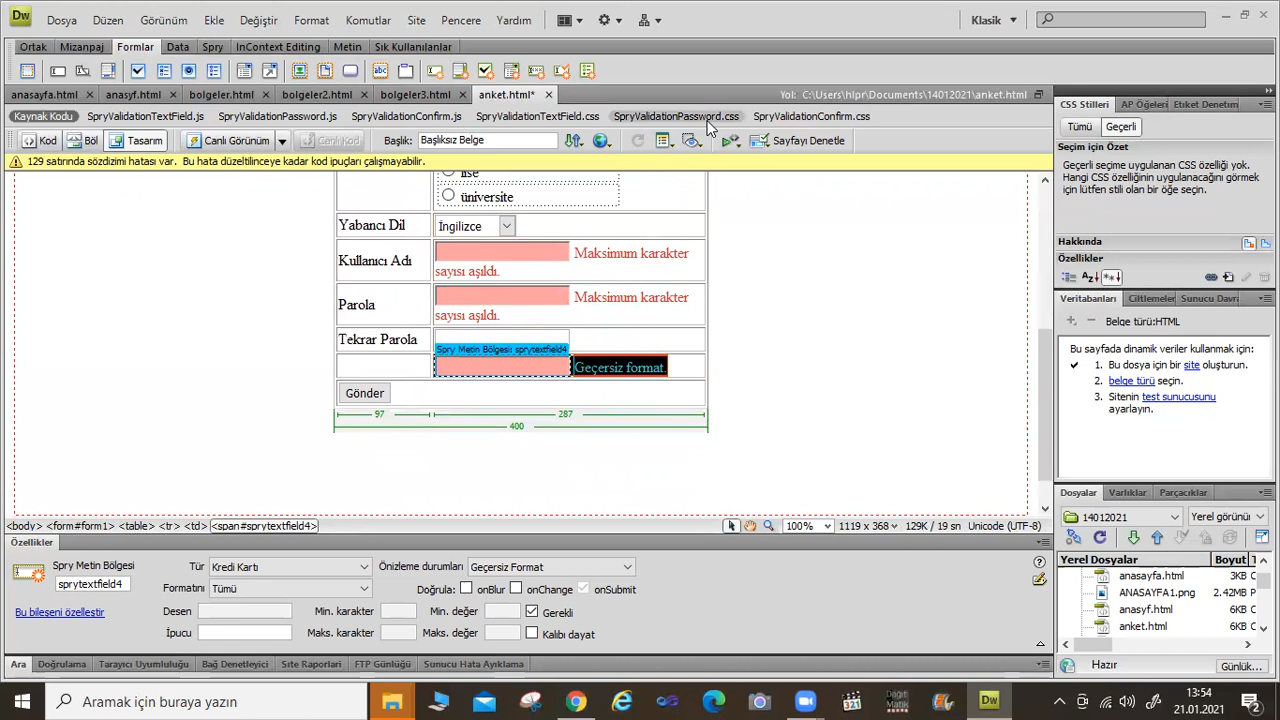 Dw Dosya Düzen Görünüm Ekle Değiştir Format Komutlar Site Pencere Yardım Klasik
Ortak Mizanpaj Formlar Data Spry InContext Editing Metin Sık Kullanılanlar
anasayfa.html anasyf.html bolgeler.html bolgeler2.html bolgeler3.html anket.html* Yol: C:\Users\hlpr\Documents\14012021\anket.html
Kaynak Kodu SpryValidationTextField.js SpryValidationPassword.js SpryValidationConfirm.js SpryValidationTextField.css SpryValidationPassword.css SpryValidationConfirm.css
Kod Böl Tasarım Canlı Görünüm Canlı Kod Başlık: Başlıksız Belge Sayfayı Denetle
129 satırında sözdizimi hatası var. Bu hata düzeltilinceye kadar kod ipuçları çalışmayabilir.
lise
üniversite
Yabancı Dil İngilizce
Kullanıcı Adı Maksimum karakter
sayısı aşıldı.
Parola Maksimum karakter
sayısı aşıldı.
Tekrar Parola
Spry Metin Bölgesi: sprytextfield4
Geçersiz format.
Gönder
97 287
400
<body> <form#form1> <table> <tr> <td> <span#sprytextfield4> 100% 1119 x 368 129K / 19 sn Unicode (UTF-8)
Özellikler
Spry Metin Bölgesi Tür Kredi Kartı Önizleme durumları Geçersiz Format
sprytextfield4 Formatını Tümü Doğrula: onBlur onChange onSubmit
Bu bileşeni özelleştir Desen Min. karakter Min. değer Gerekli
İpucu Maks. karakter Maks. değer Kalıbı dayat
Ara Doğrulama Tarayıcı Uyumluluğu Bağ Denetleyici Site Raporlari FTP Günlüğü Sunucu Hata Ayıklama
CSS Stilleri AP Öğeleri Etiket Denetim
Tümü Geçerli
Seçim için Özet
Geçerli seçime uygulanan CSS özelliği yok.
Hangi CSS özelliğinin uygulanacağını görmek
için lütfen stili olan bir öğe seçin.
Hakkında
Özellikler
Veritabanları Ciltlemeler Sunucu Davra
Belge türü:HTML
Bu sayfada dinamik veriler kullanmak için:
1. Bu dosya için bir site oluşturun.
2. belge türü seçin.
3. Sitenin test sunucusunu
ayarlayın.
Dosyalar Varlıklar Parçacıklar
14012021 Yerel görünüm
Yerel Dosyalar Boyut T
anasayfa.html 3KB C
ANASAYFA1.png 2.42MB R
anasyf.html 6KB C
anket.html 6KB C
Hazır Günlük...
Aramak için buraya yazın
13:54
21.01.2021
2